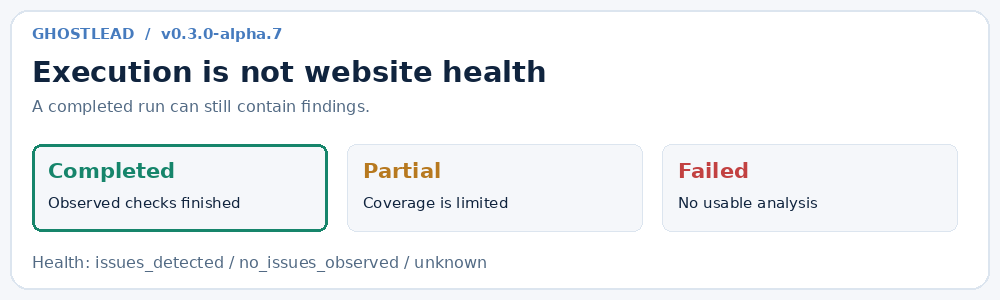 GHOSTLEAD / v0.3.0-alpha.7
Execution is not website health
A completed run can still contain findings.
Completed
Observed checks finished
Partial
Coverage is limited
Failed
No usable analysis
Health: issues_detected / no_issues_observed / unknown